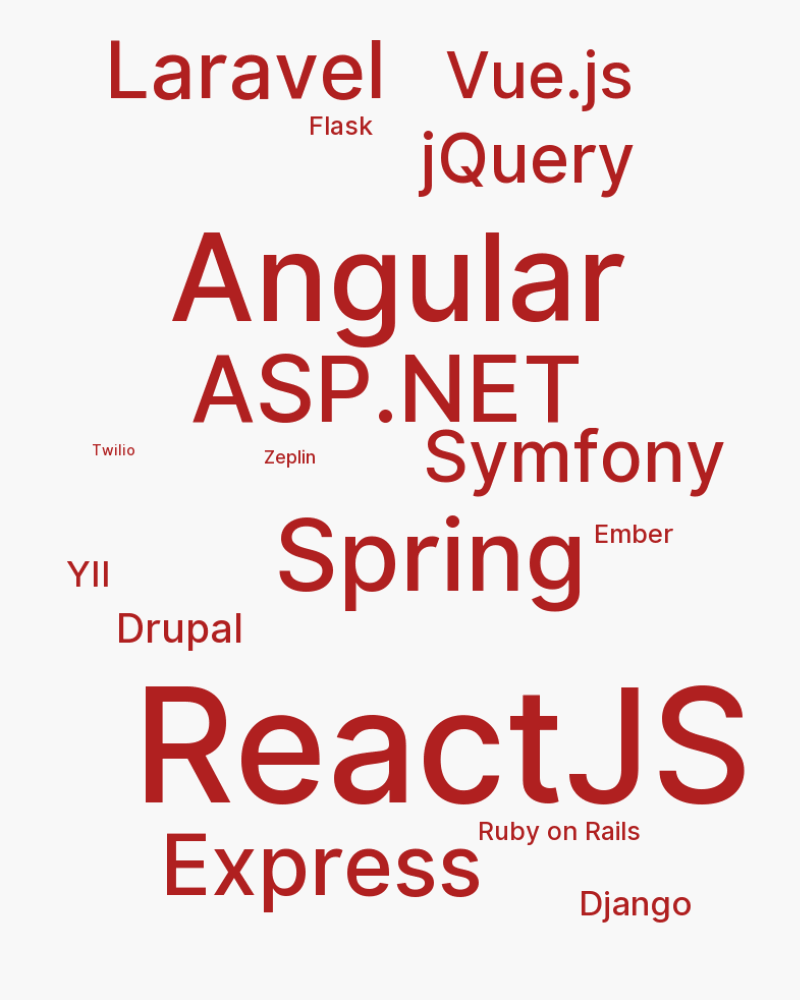 Laravel
Vue.js
Flask
jQuery
Angular
ASP.NET
Twilio
Zeplin
Symfony
Spring
Ember
YII
Drupal
ReactJS
Ruby on Rails
Express
Django